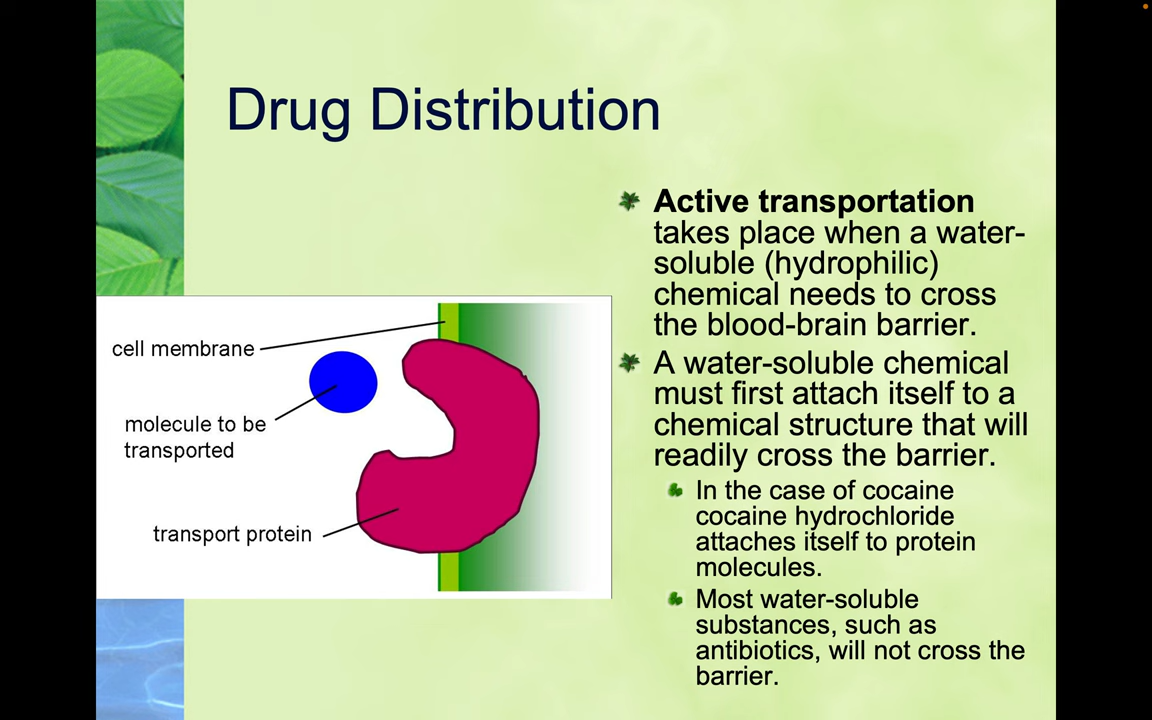 Drug Distribution
Active transportation
takes place when a water-
soluble (hydrophilic)
chemical needs to cross
the blood-brain barrier.
A water-soluble chemical
must first attach itself to a
chemical structure that will
readily cross the barrier.
In the case of cocaine
cocaine hydrochloride
attaches itself to protein
molecules.
Most water-soluble
substances, such as
antibiotics, will not cross the
barrier.
cell membrane
molecule to be
transported
transport protein